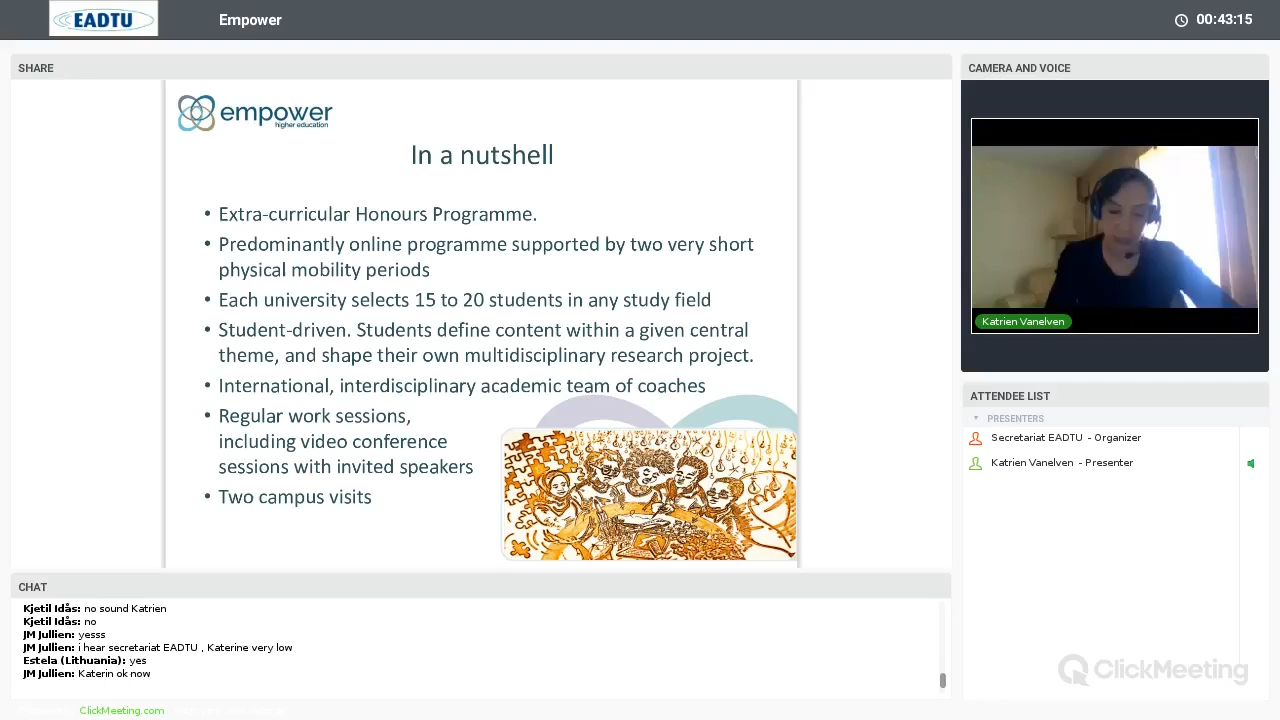 EADTU
Empower
00:43:15
SHARE
CAMERA AND VOICE
empower
higher education
In a nutshell
• Extra-curricular Honours Programme.
• Predominantly online programme supported by two very short
physical mobility periods
• Each university selects 15 to 20 students in any study field
• Student-driven. Students define content within a given central
theme, and shape their own multidisciplinary research project.
• International, interdisciplinary academic team of coaches
• Regular work sessions,
including video conference
sessions with invited speakers
• Two campus visits
Katrien Vanelven
ATTENDEE LIST
PRESENTERS
Secretariat EADTU - Organizer
Katrien Vanelven - Presenter
CHAT
Kjetil Idås: no sound Katrien
Kjetil Idås: no
JM Jullien: yesss
JM Jullien: i hear secretariat EADTU , Katerine very low
Estela (Lithuania): yes
JM Jullien: Katerin ok now
ClickMeeting
ClickMeeting.com